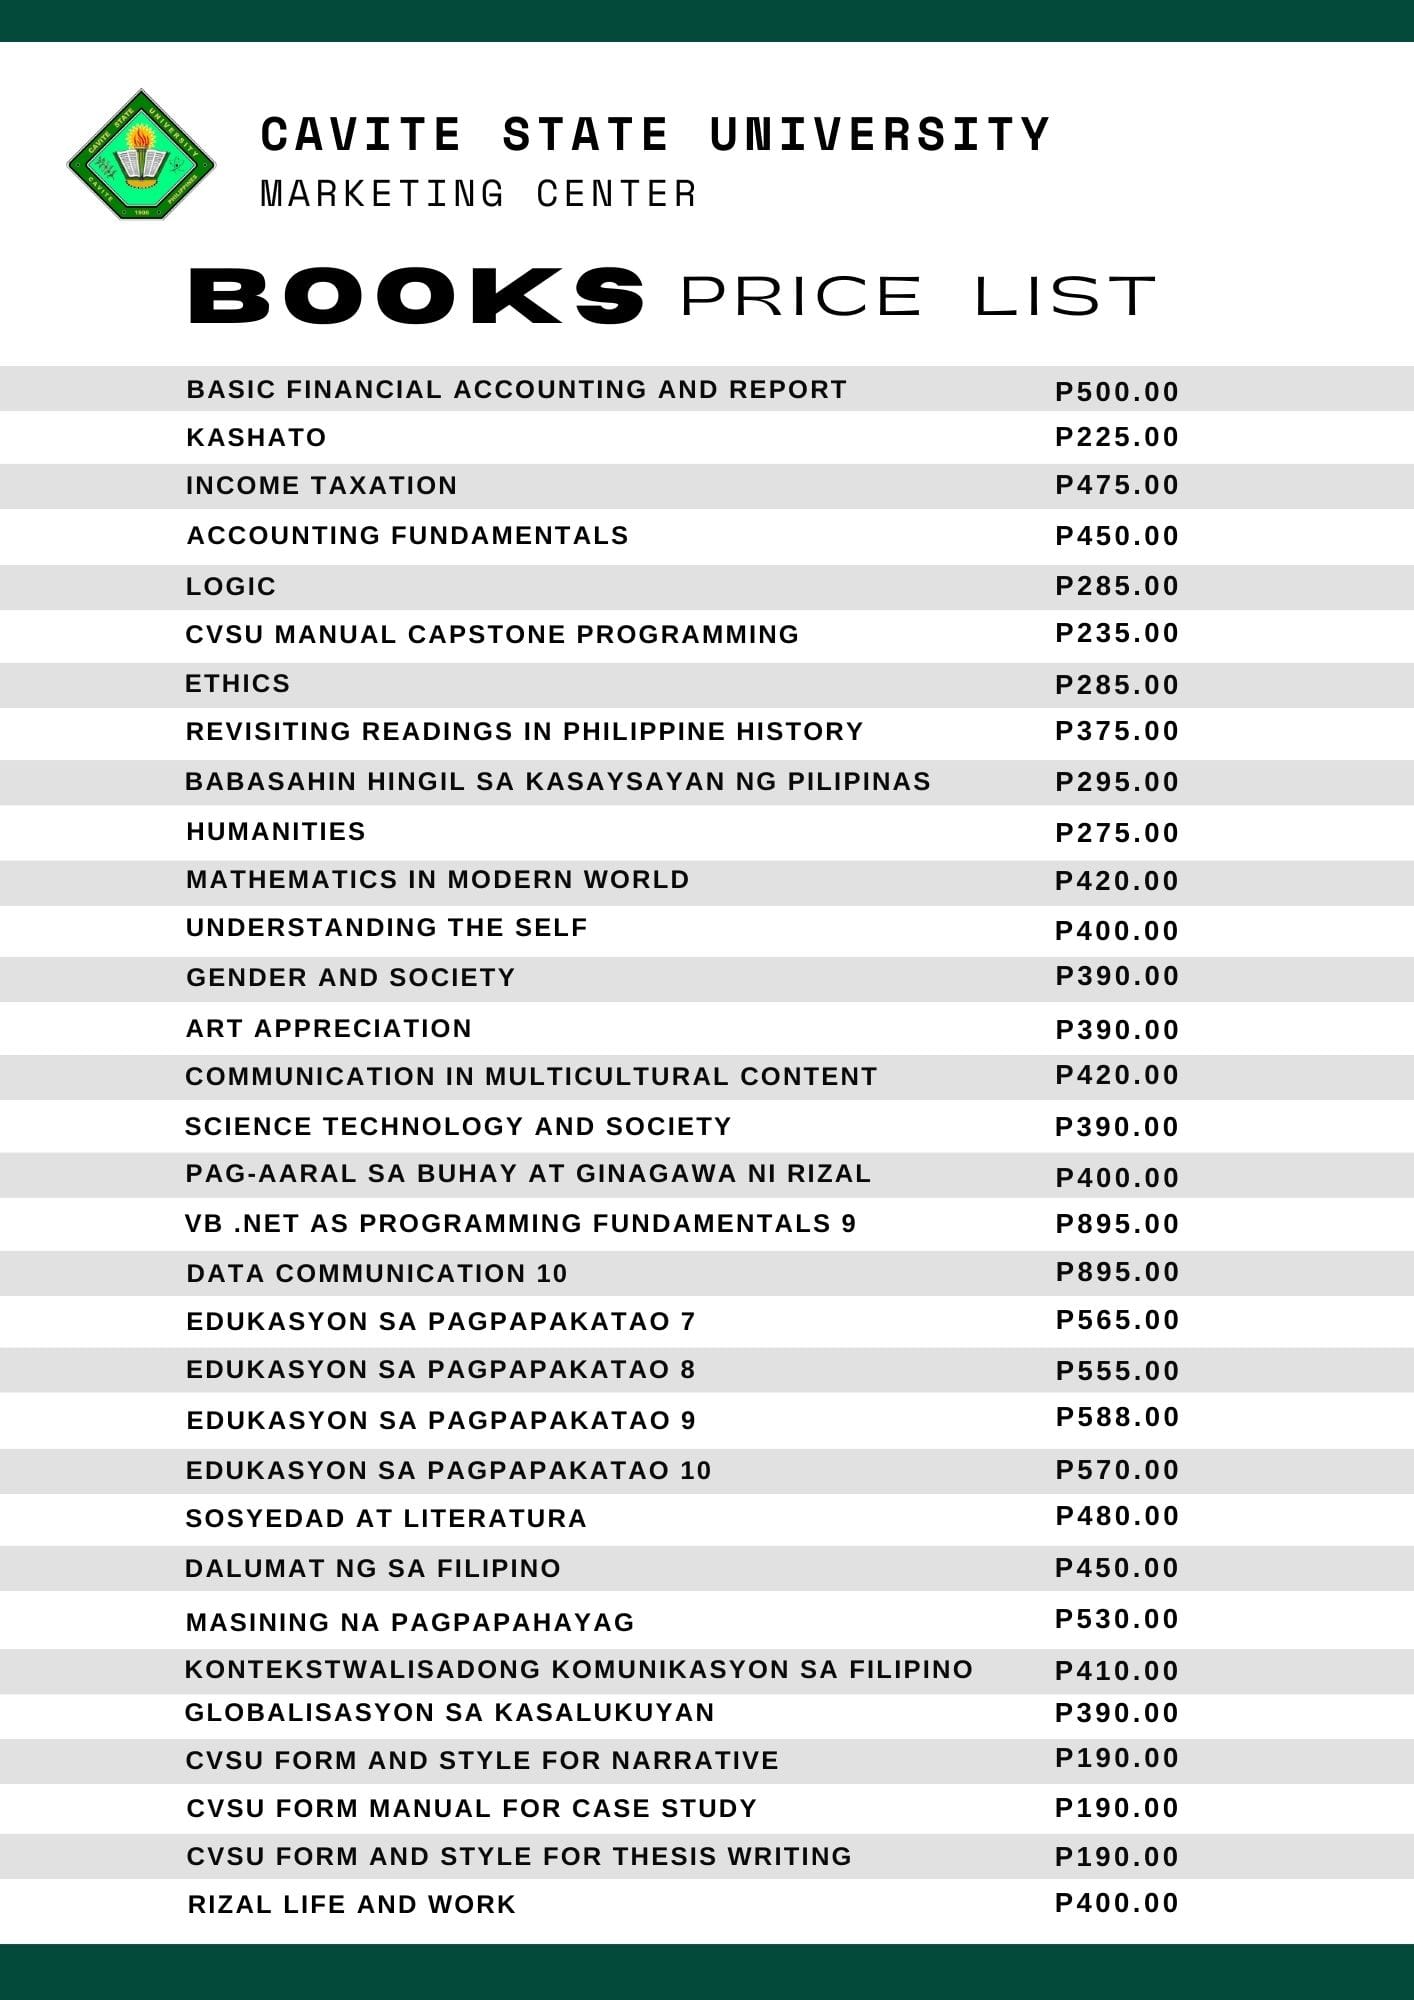 CAVITE STATE UNIVERSITY
CAVITE
PHILIPPINES
1906
CAVITE STATE UNIVERSITY
MARKETING CENTER
BOOKS PRICE LIST
BASIC FINANCIAL ACCOUNTING AND REPORT P500.00
KASHATO P225.00
INCOME TAXATION P475.00
ACCOUNTING FUNDAMENTALS P450.00
LOGIC P285.00
CVSU MANUAL CAPSTONE PROGRAMMING P235.00
ETHICS P285.00
REVISITING READINGS IN PHILIPPINE HISTORY P375.00
BABASAHIN HINGIL SA KASAYSAYAN NG PILIPINAS P295.00
HUMANITIES P275.00
MATHEMATICS IN MODERN WORLD P420.00
UNDERSTANDING THE SELF P400.00
GENDER AND SOCIETY P390.00
ART APPRECIATION P390.00
COMMUNICATION IN MULTICULTURAL CONTENT P420.00
SCIENCE TECHNOLOGY AND SOCIETY P390.00
PAG-AARAL SA BUHAY AT GINAGAWA NI RIZAL P400.00
VB .NET AS PROGRAMMING FUNDAMENTALS 9 P895.00
DATA COMMUNICATION 10 P895.00
EDUKASYON SA PAGPAPAKATAO 7 P565.00
EDUKASYON SA PAGPAPAKATAO 8 P555.00
EDUKASYON SA PAGPAPAKATAO 9 P588.00
EDUKASYON SA PAGPAPAKATAO 10 P570.00
SOSYEDAD AT LITERATURA P480.00
DALUMAT NG SA FILIPINO P450.00
MASINING NA PAGPAPAHAYAG P530.00
KONTEKSTWALISADONG KOMUNIKASYON SA FILIPINO P410.00
GLOBALISASYON SA KASALUKUYAN P390.00
CVSU FORM AND STYLE FOR NARRATIVE P190.00
CVSU FORM MANUAL FOR CASE STUDY P190.00
CVSU FORM AND STYLE FOR THESIS WRITING P190.00
RIZAL LIFE AND WORK P400.00